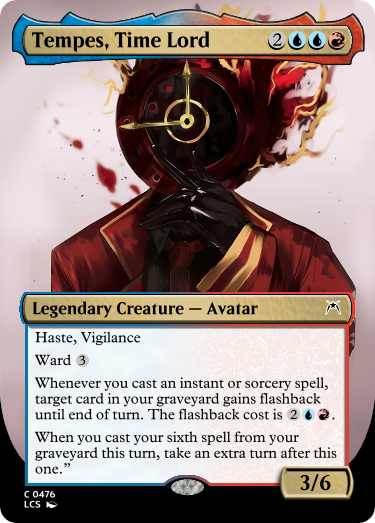 Tempes, Time Lord 2
Legendary Creature — Avatar
Haste, Vigilance
Ward 3
Whenever you cast an instant or sorcery spell,
target card in your graveyard gains flashback
until end of turn. The flashback cost is 2.
When you cast your sixth spell from your
graveyard this turn, take an extra turn after this
one.”
3/6
C 0476
LCS